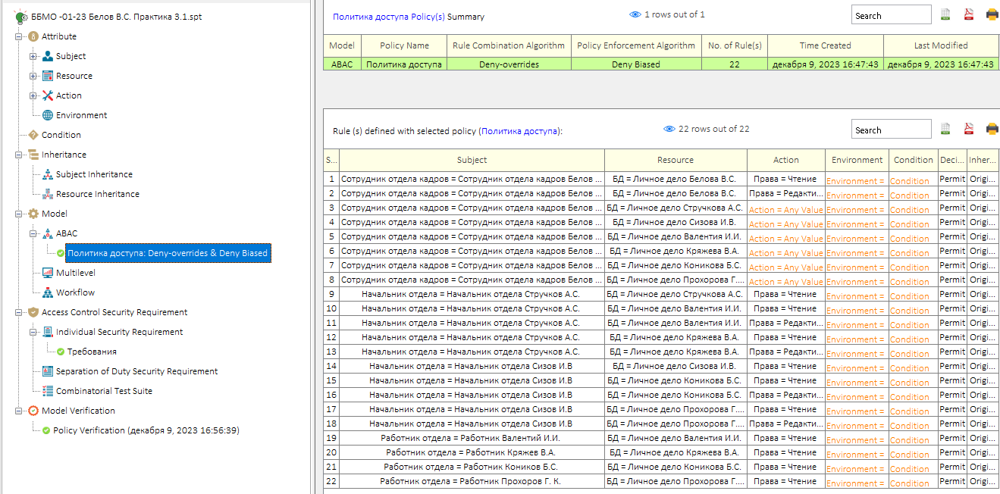 ББМО -01-23 Белов В.С. Практика 3.1.spt
Attribute
Subject
Resource
Action
Environment
Condition
Inheritance
Subject Inheritance
Resource Inheritance
Model
ABAC
Политика доступа: Deny-overrides & Deny Biased
Multilevel
Workflow
Access Control Security Requirement
Individual Security Requirement
Требования
Separation of Duty Security Requirement
Combinatorial Test Suite
Model Verification
Policy Verification (декабря 9, 2023 16:56:39)
Политика доступа Policy(s) Summary 1 rows out of 1 Search
Model Policy Name Rule Combination Algorithm Policy Enforcement Algorithm No. of Rule(s) Time Created Last Modified
ABAC Политика доступа Deny-overrides Deny Biased 22 декабря 9, 2023 16:47:43 декабря 9, 2023 16:47:43
Rule (s) defined with selected policy (Политика доступа): 22 rows out of 22 Search
S... Subject Resource Action Environment Condition Deci... Inher...
1 Сотрудник отдела кадров = Сотрудник отдела кадров Белов ... БД = Личное дело Белова В.С. Права = Чтение Environment = Condition Permit Origi...
2 Сотрудник отдела кадров = Сотрудник отдела кадров Белов ... БД = Личное дело Белова В.С. Права = Редакти... Environment = Condition Permit Origi...
3 Сотрудник отдела кадров = Сотрудник отдела кадров Белов ... БД = Личное дело Стручкова А.С. Action = Any Value Environment = Condition Permit Origi...
4 Сотрудник отдела кадров = Сотрудник отдела кадров Белов ... БД = Личное дело Сизова И.В. Action = Any Value Environment = Condition Permit Origi...
5 Сотрудник отдела кадров = Сотрудник отдела кадров Белов ... БД = Личное дело Валентия И.И. Action = Any Value Environment = Condition Permit Origi...
6 Сотрудник отдела кадров = Сотрудник отдела кадров Белов ... БД = Личное дело Кряжева В.А. Action = Any Value Environment = Condition Permit Origi...
7 Сотрудник отдела кадров = Сотрудник отдела кадров Белов ... БД = Личное дело Коникова Б.С. Action = Any Value Environment = Condition Permit Origi...
8 Сотрудник отдела кадров = Сотрудник отдела кадров Белов ... БД = Личное дело Прохорова Г.... Action = Any Value Environment = Condition Permit Origi...
9 Начальник отдела = Начальник отдела Стручков А.С. БД = Личное дело Стручкова А.С. Права = Чтение Environment = Condition Permit Origi...
10 Начальник отдела = Начальник отдела Стручков А.С. БД = Личное дело Валентия И.И. Права = Чтение Environment = Condition Permit Origi...
11 Начальник отдела = Начальник отдела Стручков А.С. БД = Личное дело Валентия И.И. Права = Редакти... Environment = Condition Permit Origi...
12 Начальник отдела = Начальник отдела Стручков А.С. БД = Личное дело Кряжева В.А. Права = Чтение Environment = Condition Permit Origi...
13 Начальник отдела = Начальник отдела Стручков А.С. БД = Личное дело Кряжева В.А. Права = Редакти... Environment = Condition Permit Origi...
14 Начальник отдела = Начальник отдела Сизов И.В БД = Личное дело Сизова И.В. Права = Чтение Environment = Condition Permit Origi...
15 Начальник отдела = Начальник отдела Сизов И.В БД = Личное дело Коникова Б.С. Права = Чтение Environment = Condition Permit Origi...
16 Начальник отдела = Начальник отдела Сизов И.В БД = Личное дело Коникова Б.С. Права = Редакти... Environment = Condition Permit Origi...
17 Начальник отдела = Начальник отдела Сизов И.В БД = Личное дело Прохорова Г.... Права = Чтение Environment = Condition Permit Origi...
18 Начальник отдела = Начальник отдела Сизов И.В БД = Личное дело Прохорова Г.... Права = Редакти... Environment = Condition Permit Origi...
19 Работник отдела = Работник Валентий И.И. БД = Личное дело Валентия И.И. Права = Чтение Environment = Condition Permit Origi...
20 Работник отдела = Работник Кряжев В.А. БД = Личное дело Кряжева В.А. Права = Чтение Environment = Condition Permit Origi...
21 Работник отдела = Работник Коников Б.С. БД = Личное дело Коникова Б.С. Права = Чтение Environment = Condition Permit Origi...
22 Работник отдела = Работник Прохоров Г. К. БД = Личное дело Прохорова Г.... Права = Чтение Environment = Condition Permit Origi...